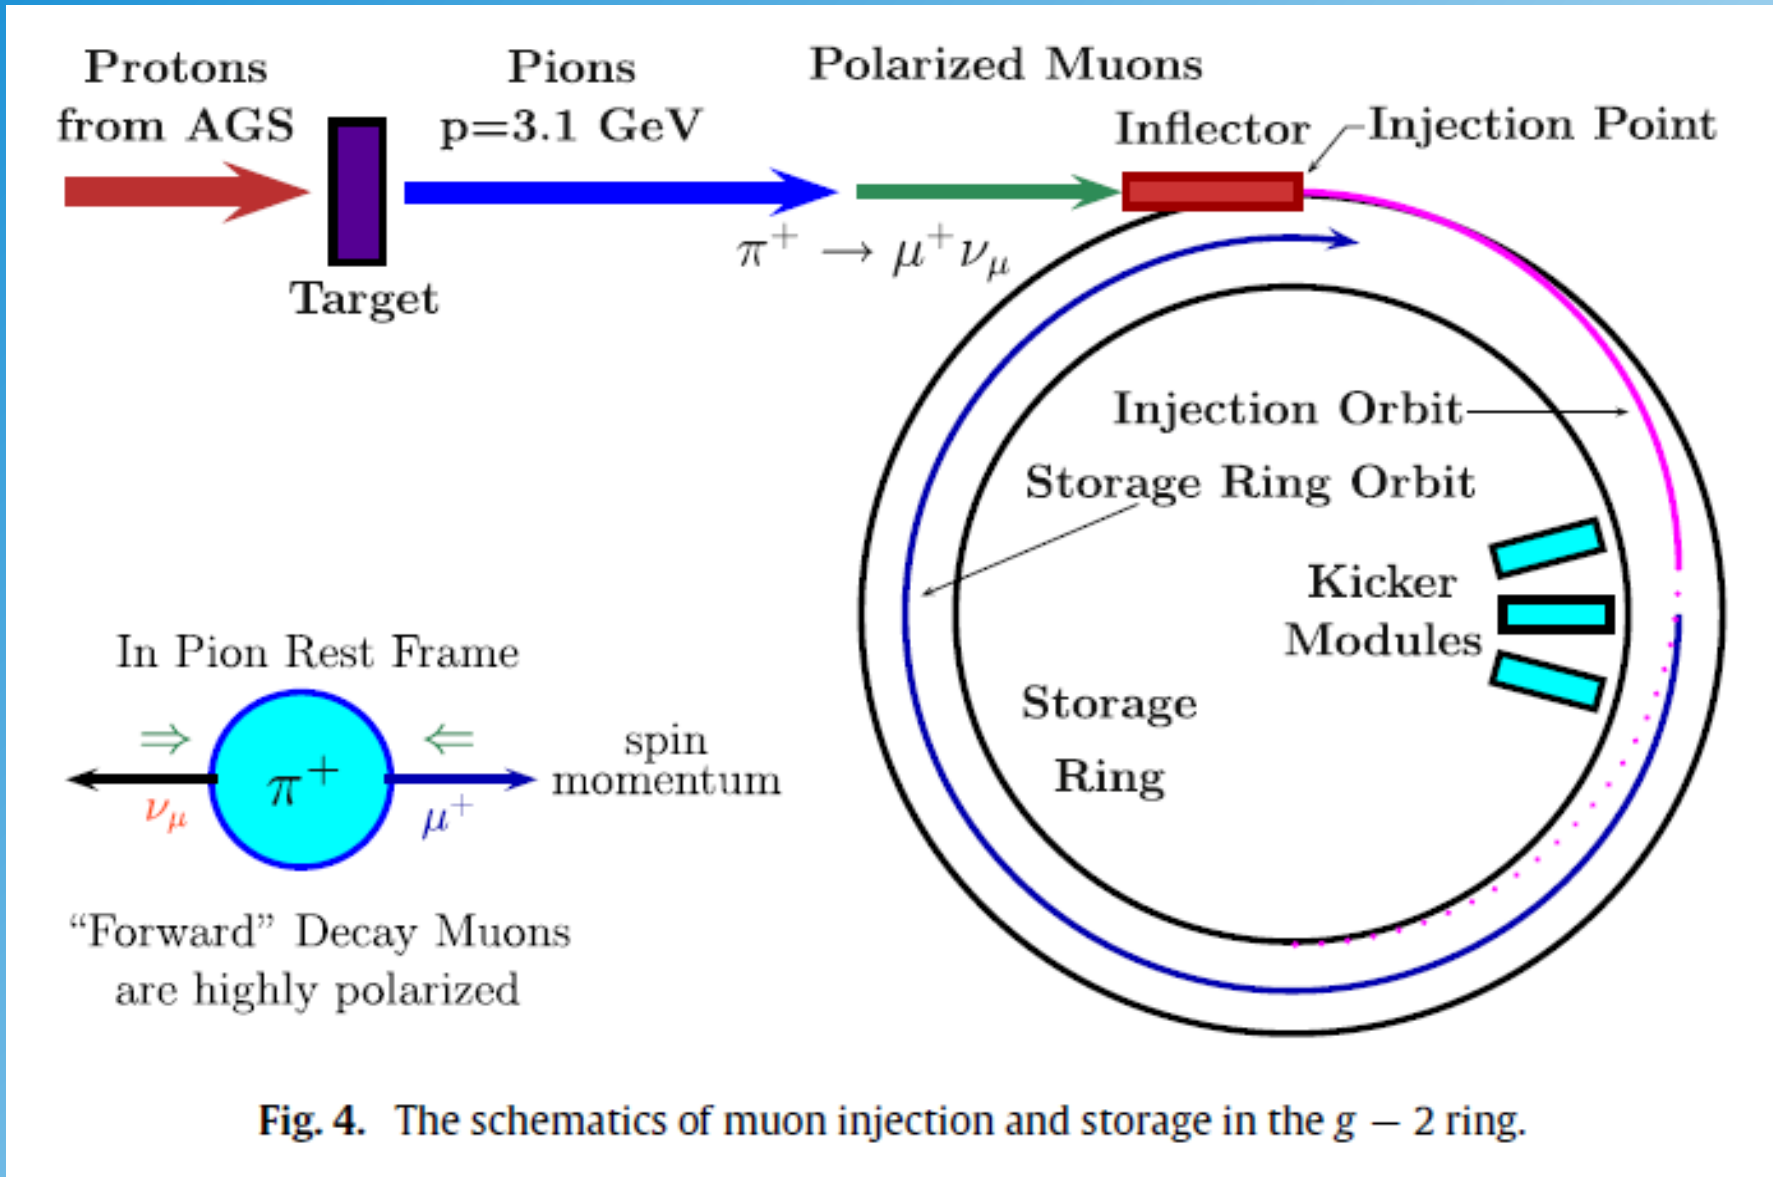 Protons
from AGS
Pions
p=3.1 GeV
Polarized Muons
Inflector
Injection Point
π⁺ → μ⁺ν_μ
Target
Injection Orbit
Storage Ring Orbit
Kicker
Modules
Storage
Ring
In Pion Rest Frame
⇒ ⇐ spin
π⁺
momentum
ν_μ μ⁺
“Forward” Decay Muons
are highly polarized
Fig. 4. The schematics of muon injection and storage in the g − 2 ring.